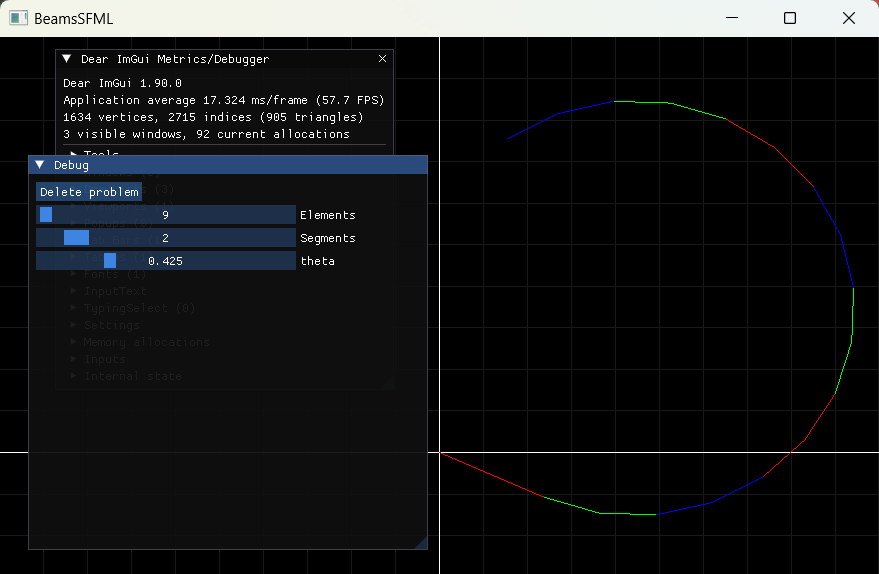 BeamsSFML
Dear ImGui Metrics/Debugger
Dear ImGui 1.90.0
Application average 17.324 ms/frame (57.7 FPS)
1634 vertices, 2715 indices (905 triangles)
3 visible windows, 92 current allocations
Tools
Debug
Delete problem
9 Elements
2 Segments
0.425 theta
Fonts (1)
InputText
TypingSelect (0)
Settings
Memory allocations
Inputs
Internal state